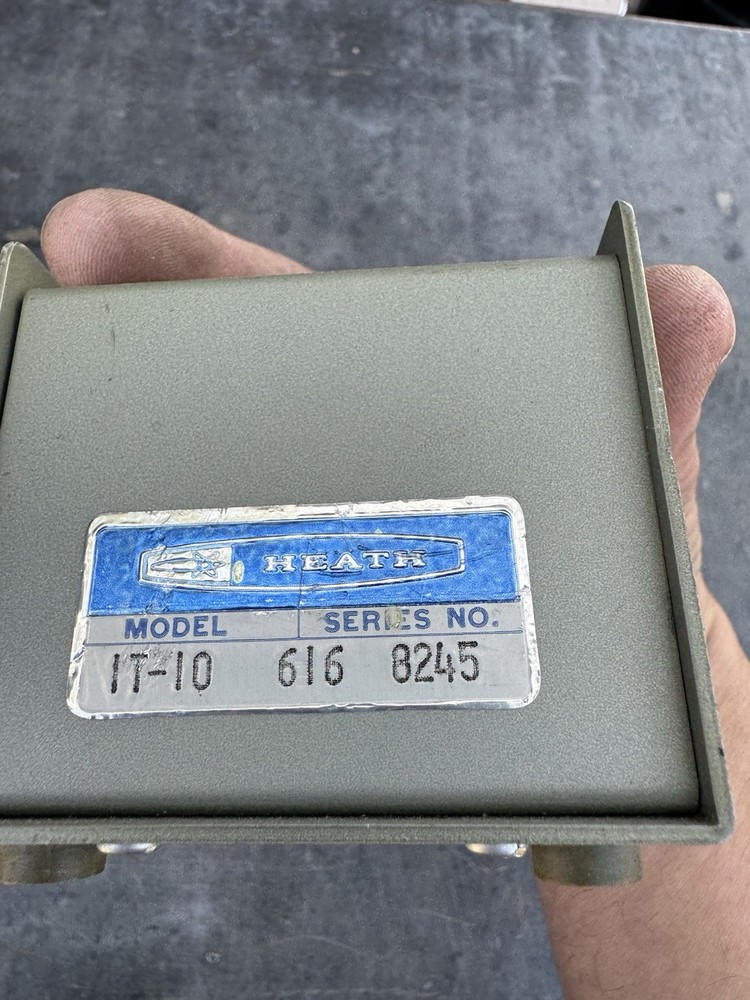 HEATH
MODEL SERIES NO.
IT-10 616 8245